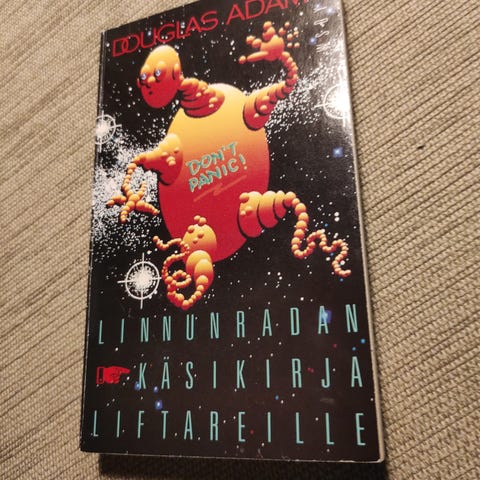 DOUGLAS ADAM
DON'T
PANIC!
LINNUNRADAN
KÄSIKIRJA
LIFTAREILLE